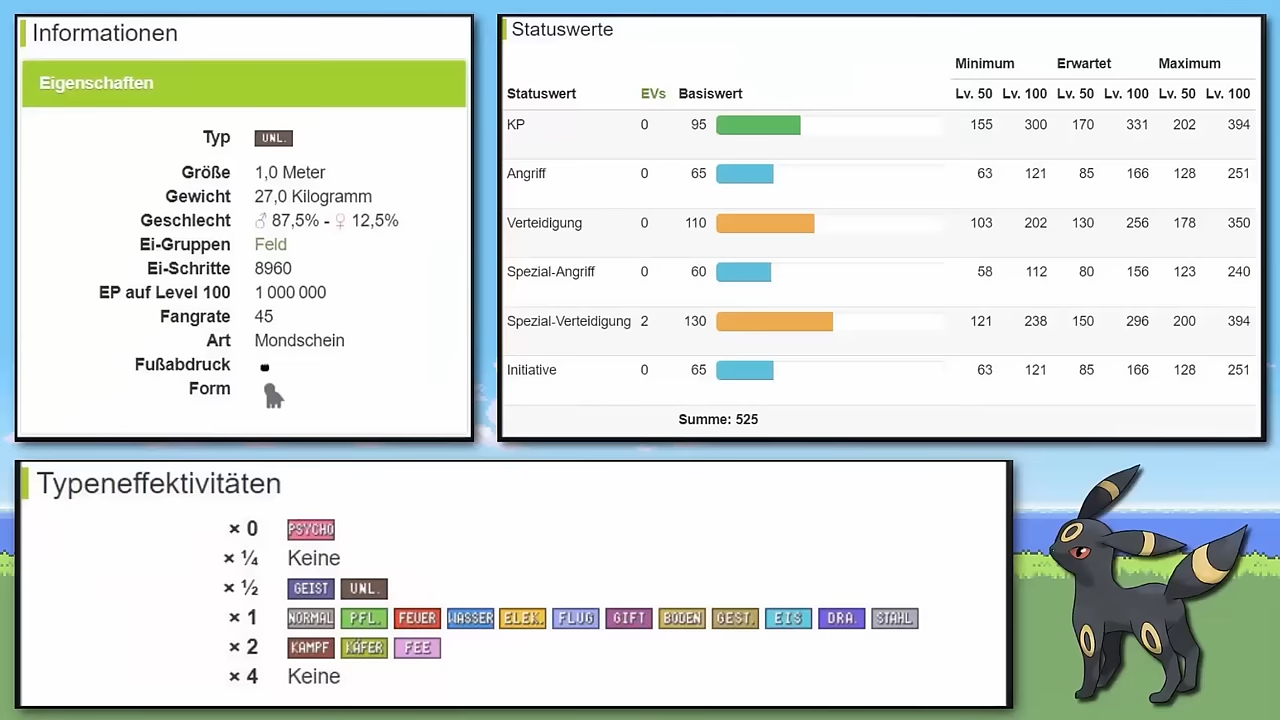 Informationen
Eigenschaften
Typ UNL.
Größe 1,0 Meter
Gewicht 27,0 Kilogramm
Geschlecht ♂ 87,5% - ♀ 12,5%
Ei-Gruppen Feld
Ei-Schritte 8960
EP auf Level 100 1 000 000
Fangrate 45
Art Mondschein
Fußabdruck
Form
Statuswerte
Minimum Erwartet Maximum
Statuswert EVs Basiswert Lv. 50 Lv. 100 Lv. 50 Lv. 100 Lv. 50 Lv. 100
KP 0 95 155 300 170 331 202 394
Angriff 0 65 63 121 85 166 128 251
Verteidigung 0 110 103 202 130 256 178 350
Spezial-Angriff 0 60 58 112 80 156 123 240
Spezial-Verteidigung 2 130 121 238 150 296 200 394
Initiative 0 65 63 121 85 166 128 251
Summe: 525
Typeneffektivitäten
× 0 PSYCHO
× ¼ Keine
× ½ GEIST UNL.
× 1 NORMAL PFL. FEUER WASSER ELEK. FLUG GIFT BODEN GEST. EIS DRA. STAHL
× 2 KAMPF KÄFER FEE
× 4 Keine